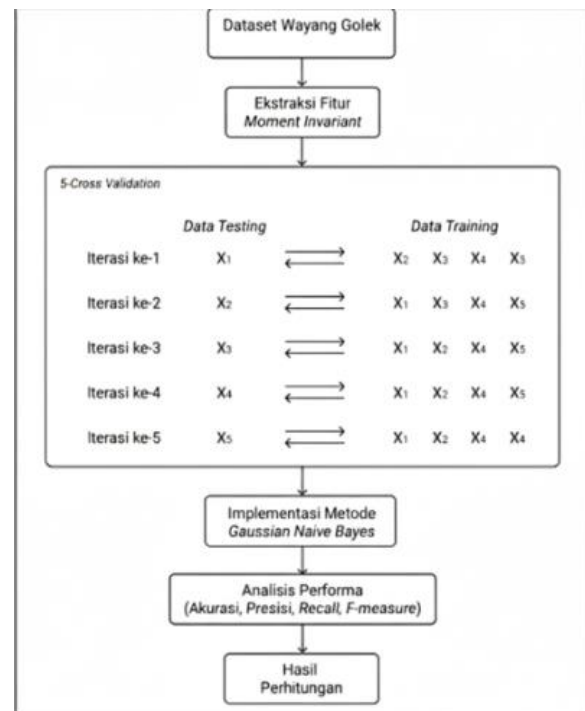 Dataset Wayang Golek
Ekstraksi Fitur
Moment Invariant
5-Cross Validation
Data Testing Data Training
Iterasi ke-1 X₁ X₂ X₃ X₄ X₅
Iterasi ke-2 X₂ X₁ X₃ X₄ X₅
Iterasi ke-3 X₃ X₁ X₂ X₄ X₅
Iterasi ke-4 X₄ X₁ X₂ X₄ X₅
Iterasi ke-5 X₅ X₁ X₂ X₄ X₄
Implementasi Metode
Gaussian Naive Bayes
Analisis Performa
(Akurasi, Presisi, Recall, F-measure)
Hasil
Perhitungan